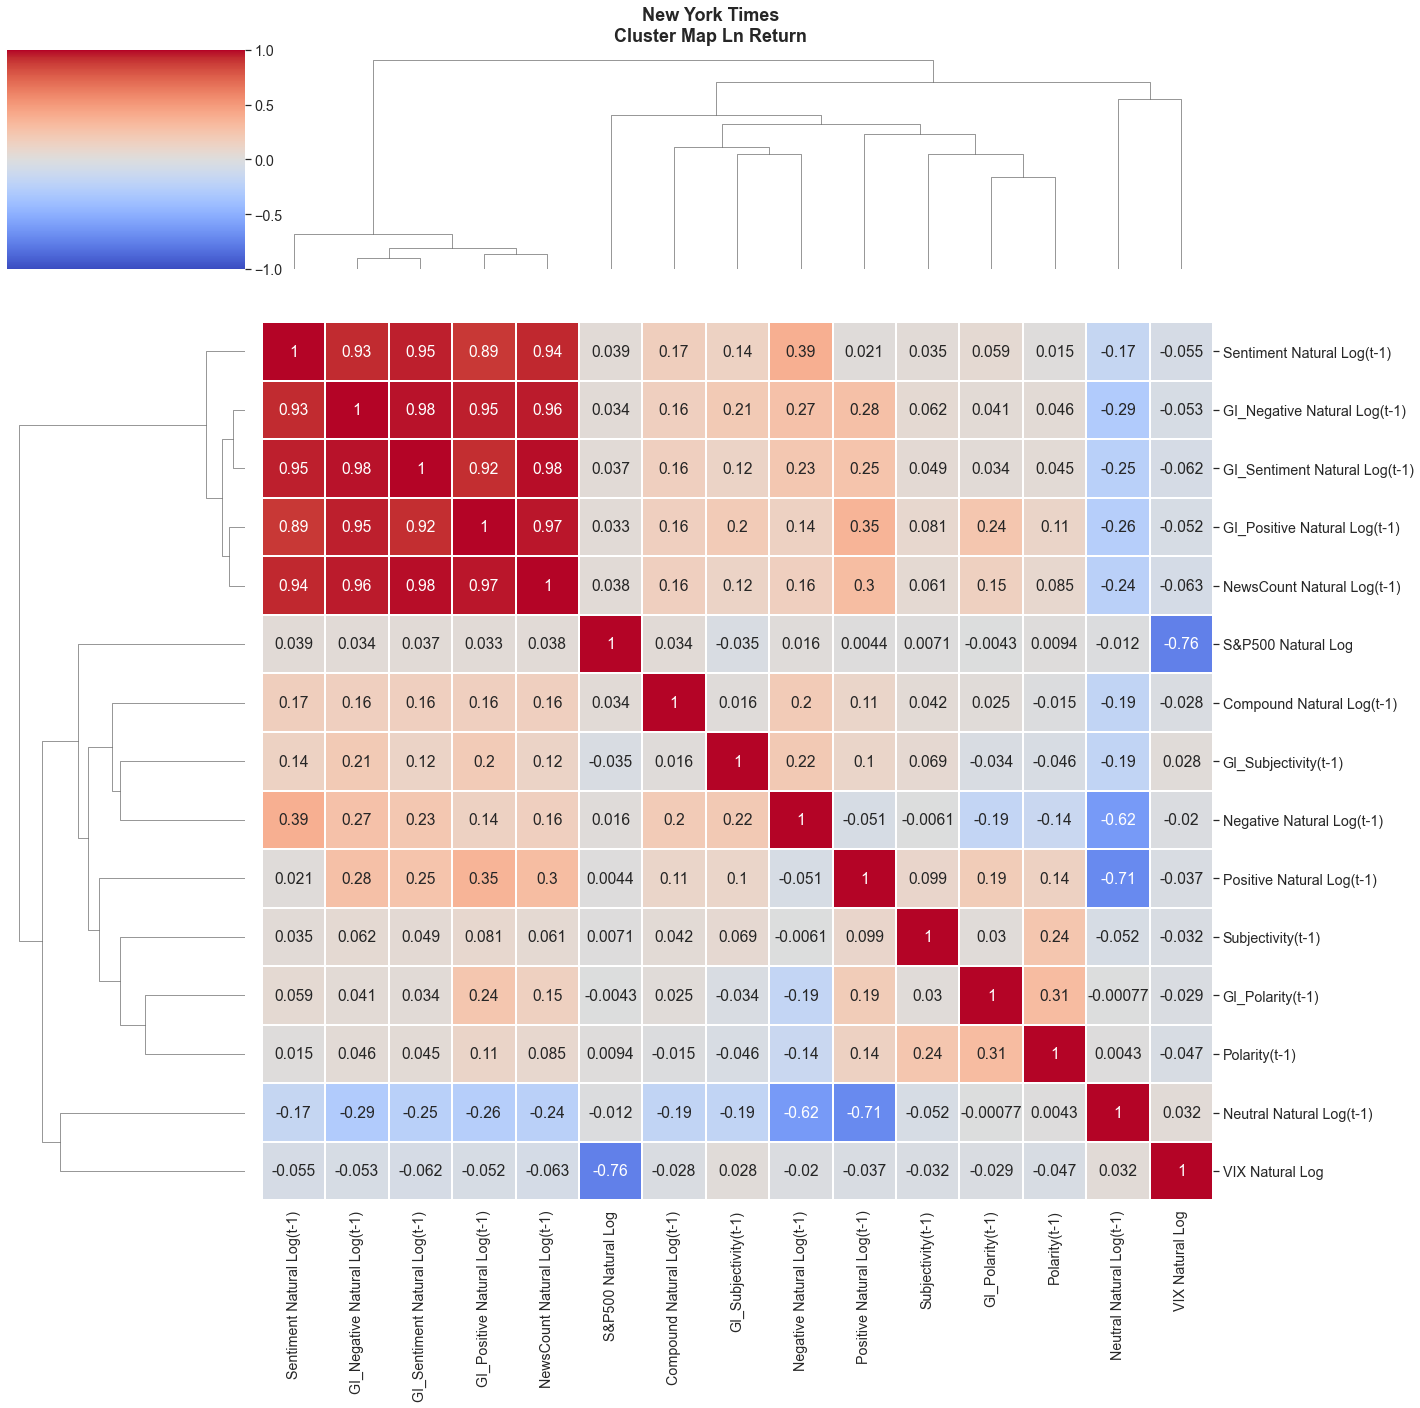 New York Times
Cluster Map Ln Return
1.0
0.5
0.0
−0.5
−1.0
1 0.93 0.95 0.89 0.94 0.039 0.17 0.14 0.39 0.021 0.035 0.059 0.015 -0.17 -0.055 Sentiment Natural Log(t-1)
0.93 1 0.98 0.95 0.96 0.034 0.16 0.21 0.27 0.28 0.062 0.041 0.046 -0.29 -0.053 GI_Negative Natural Log(t-1)
0.95 0.98 1 0.92 0.98 0.037 0.16 0.12 0.23 0.25 0.049 0.034 0.045 -0.25 -0.062 GI_Sentiment Natural Log(t-1)
0.89 0.95 0.92 1 0.97 0.033 0.16 0.2 0.14 0.35 0.081 0.24 0.11 -0.26 -0.052 GI_Positive Natural Log(t-1)
0.94 0.96 0.98 0.97 1 0.038 0.16 0.12 0.16 0.3 0.061 0.15 0.085 -0.24 -0.063 NewsCount Natural Log(t-1)
0.039 0.034 0.037 0.033 0.038 1 0.034 -0.035 0.016 0.0044 0.0071 -0.0043 0.0094 -0.012 -0.76 S&P500 Natural Log
0.17 0.16 0.16 0.16 0.16 0.034 1 0.016 0.2 0.11 0.042 0.025 -0.015 -0.19 -0.028 Compound Natural Log(t-1)
0.14 0.21 0.12 0.2 0.12 -0.035 0.016 1 0.22 0.1 0.069 -0.034 -0.046 -0.19 0.028 GI_Subjectivity(t-1)
0.39 0.27 0.23 0.14 0.16 0.016 0.2 0.22 1 -0.051 -0.0061 -0.19 -0.14 -0.62 -0.02 Negative Natural Log(t-1)
0.021 0.28 0.25 0.35 0.3 0.0044 0.11 0.1 -0.051 1 0.099 0.19 0.14 -0.71 -0.037 Positive Natural Log(t-1)
0.035 0.062 0.049 0.081 0.061 0.0071 0.042 0.069 -0.0061 0.099 1 0.03 0.24 -0.052 -0.032 Subjectivity(t-1)
0.059 0.041 0.034 0.24 0.15 -0.0043 0.025 -0.034 -0.19 0.19 0.03 1 0.31 -0.00077 -0.029 GI_Polarity(t-1)
0.015 0.046 0.045 0.11 0.085 0.0094 -0.015 -0.046 -0.14 0.14 0.24 0.31 1 0.0043 -0.047 Polarity(t-1)
-0.17 -0.29 -0.25 -0.26 -0.24 -0.012 -0.19 -0.19 -0.62 -0.71 -0.052 -0.00077 0.0043 1 0.032 Neutral Natural Log(t-1)
-0.055 -0.053 -0.062 -0.052 -0.063 -0.76 -0.028 0.028 -0.02 -0.037 -0.032 -0.029 -0.047 0.032 1 VIX Natural Log
Sentiment Natural Log(t-1)
GI_Negative Natural Log(t-1)
GI_Sentiment Natural Log(t-1)
GI_Positive Natural Log(t-1)
NewsCount Natural Log(t-1)
S&P500 Natural Log
Compound Natural Log(t-1)
GI_Subjectivity(t-1)
Negative Natural Log(t-1)
Positive Natural Log(t-1)
Subjectivity(t-1)
GI_Polarity(t-1)
Polarity(t-1)
Neutral Natural Log(t-1)
VIX Natural Log